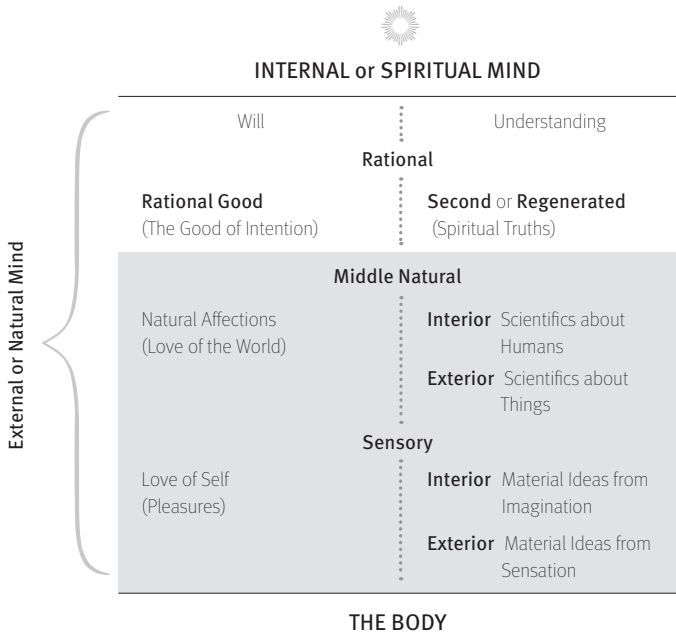 INTERNAL or SPIRITUAL MIND
External or Natural Mind
Will
Understanding
Rational
Rational Good
(The Good of Intention)
Second or Regenerated
(Spiritual Truths)
Middle Natural
Natural Affections
(Love of the World)
Interior Scientifics about
Humans
Exterior Scientifics about
Things
Sensory
Love of Self
(Pleasures)
Interior Material Ideas from
Imagination
Exterior Material Ideas from
Sensation
THE BODY